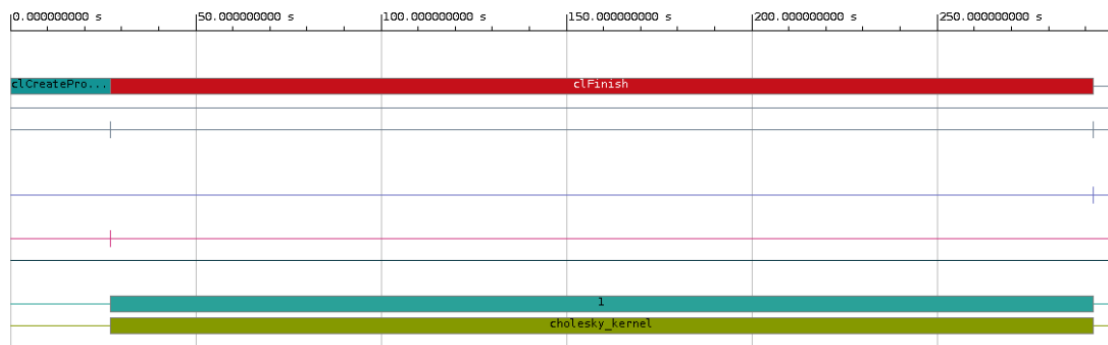 0.000000000 s 50.000000000 s 100.000000000 s 150.000000000 s 200.000000000 s 250.000000000 s
clCreatePro... clFinish
1
cholesky_kernel